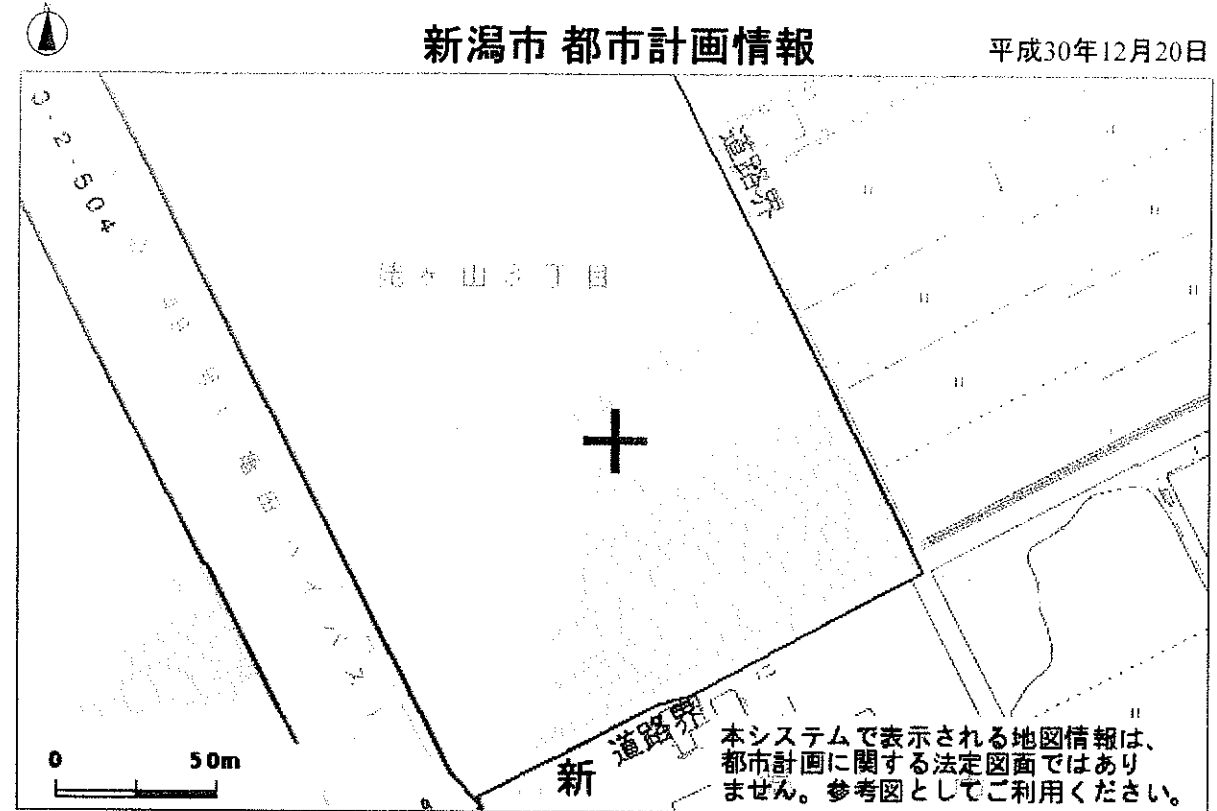 新潟市 都市計画情報
平成30年12月20日
3・2・504
道路界
道路界
新
0 50m
本システムで表示される地図情報は、
都市計画に関する法定図面ではあり
ません。参考図としてご利用ください。